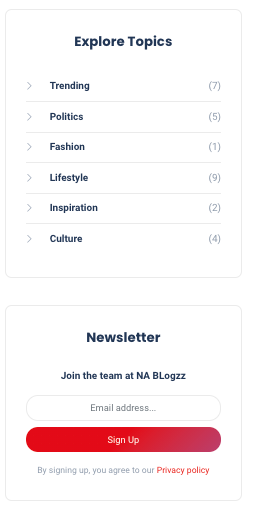 Explore Topics
Trending (7)
Politics (5)
Fashion (1)
Lifestyle (9)
Inspiration (2)
Culture (4)
Newsletter
Join the team at NA BLogzz
Email address...
Sign Up
By signing up, you agree to our Privacy policy